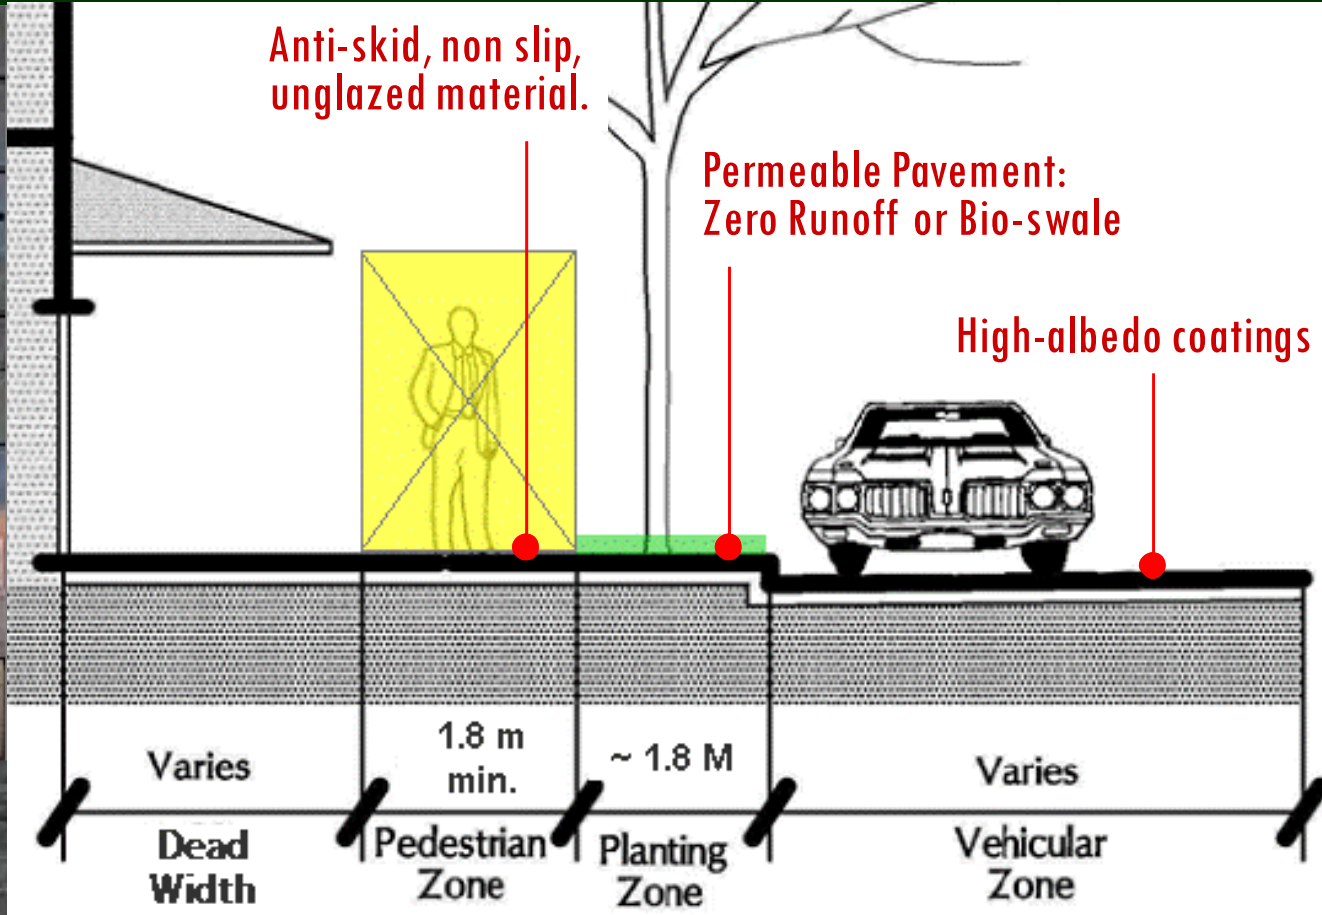 Anti-skid, non slip,
unglazed material.
Permeable Pavement:
Zero Runoff or Bio-swale
High-albedo coatings
Varies
1.8 m
min.
~ 1.8 M
Varies
Dead
Width
Pedestrian
Zone
Planting
Zone
Vehicular
Zone